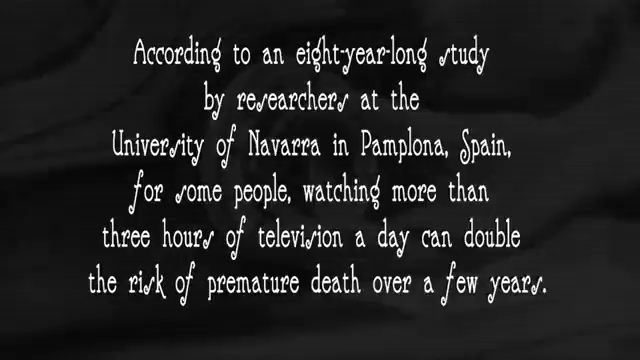 According to an eight-year-long study
by researchers at the
University of Navarra in Pamplona, Spain,
for some people, watching more than
three hours of television a day can double
the risk of premature death over a few years.